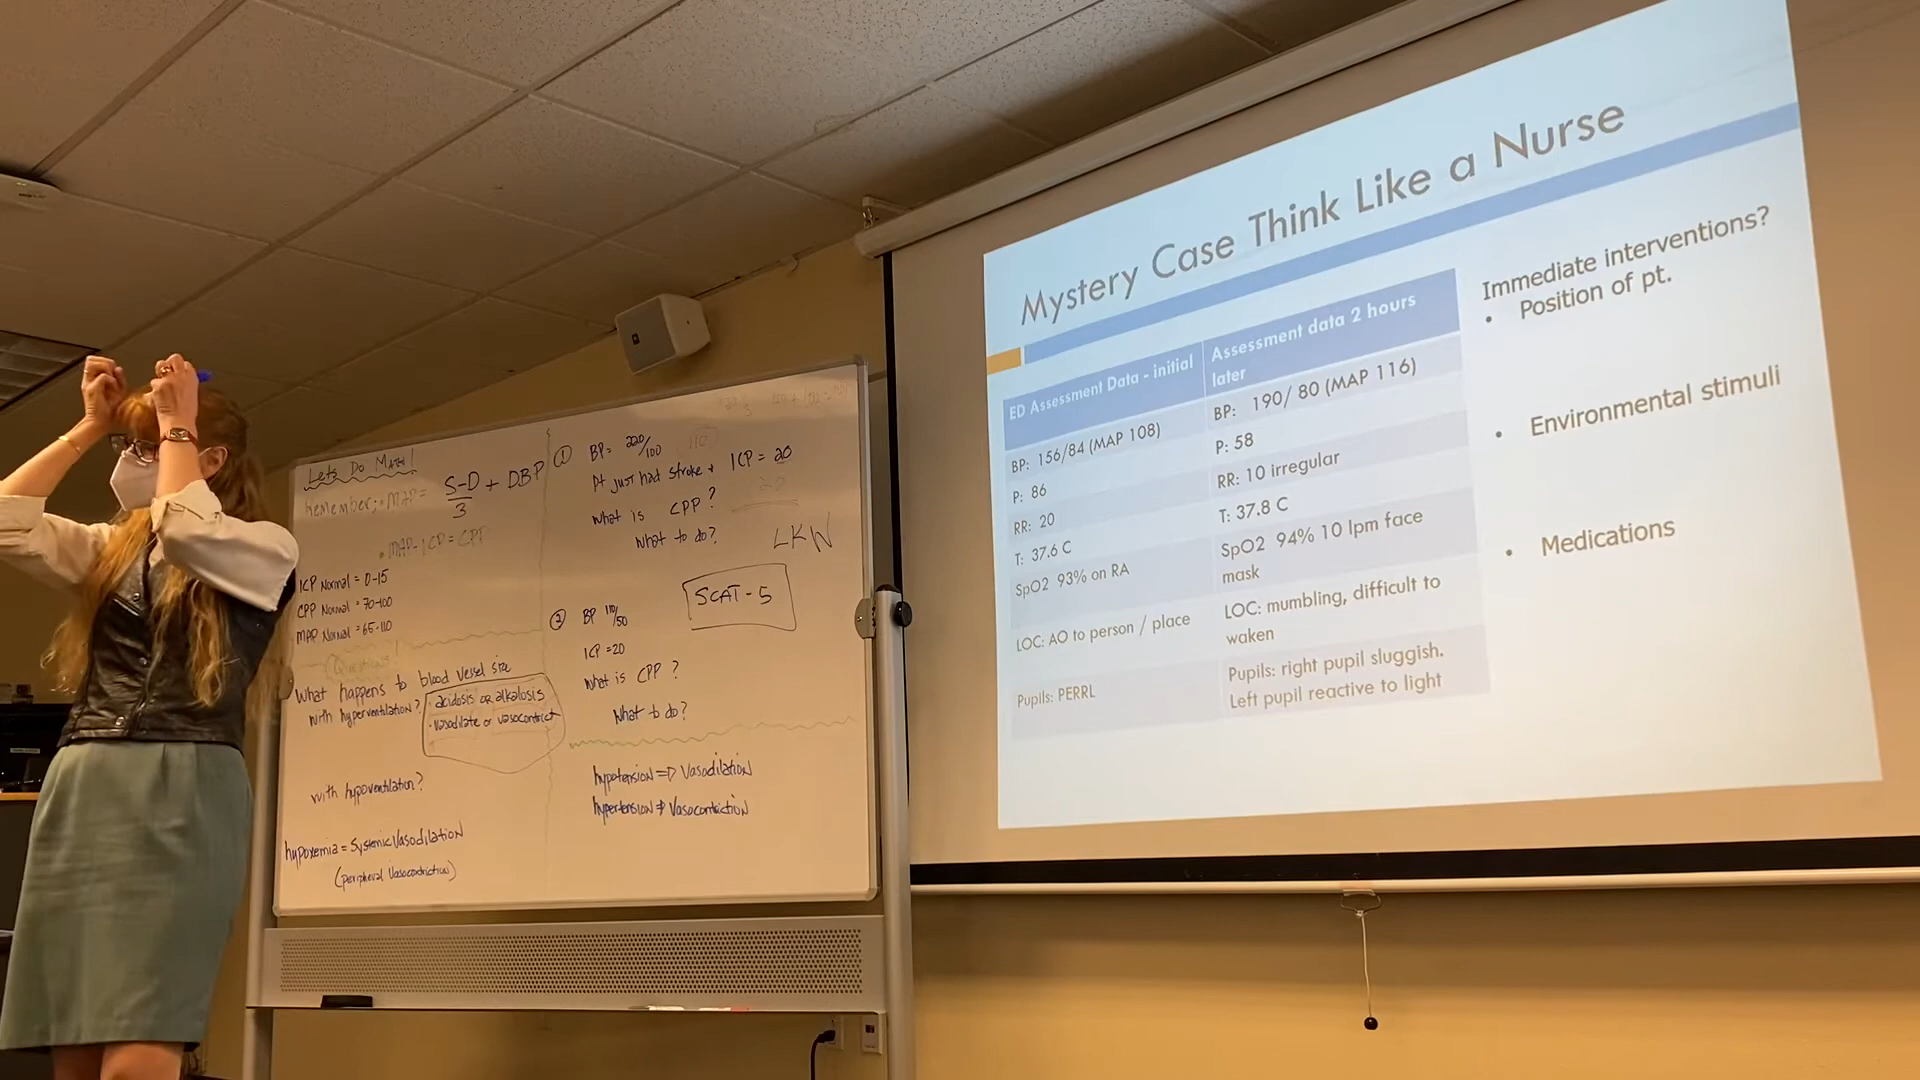 Lets Do Math!
Remember: MAP = S-D/3 + DBP
• MAP-ICP = CPP
ICP Normal = 0-15
CPP Normal = 70-100
MAP Normal = 65-110
Questions!
What happens to blood vessel size
with hyperventilation?
• acidosis or alkalosis
• vasodilate or vasoconstrict
with hypoventilation?
hypoxemia = Systemic Vasodilation
(peripheral Vasoconstriction)
① BP = 220/100
Pt just had stroke + ICP = 20
What is CPP?
What to do?
LKW
SCAT-5
② BP 110/50
ICP = 20
What is CPP?
What to do?
hypotension => Vasodilation
hypertension => Vasocontriction
Mystery Case Think Like a Nurse
ED Assessment Data - initial
BP: 156/84 (MAP 108)
P: 86
RR: 20
T: 37.6 C
SpO2 93% on RA
LOC: AO to person / place
Pupils: PERRL
Assessment data 2 hours
later
BP: 190/ 80 (MAP 116)
P: 58
RR: 10 irregular
T: 37.8 C
SpO2 94% 10 lpm face
mask
LOC: mumbling, difficult to
waken
Pupils: right pupil sluggish.
Left pupil reactive to light
Immediate interventions?
• Position of pt.
• Environmental stimuli
• Medications